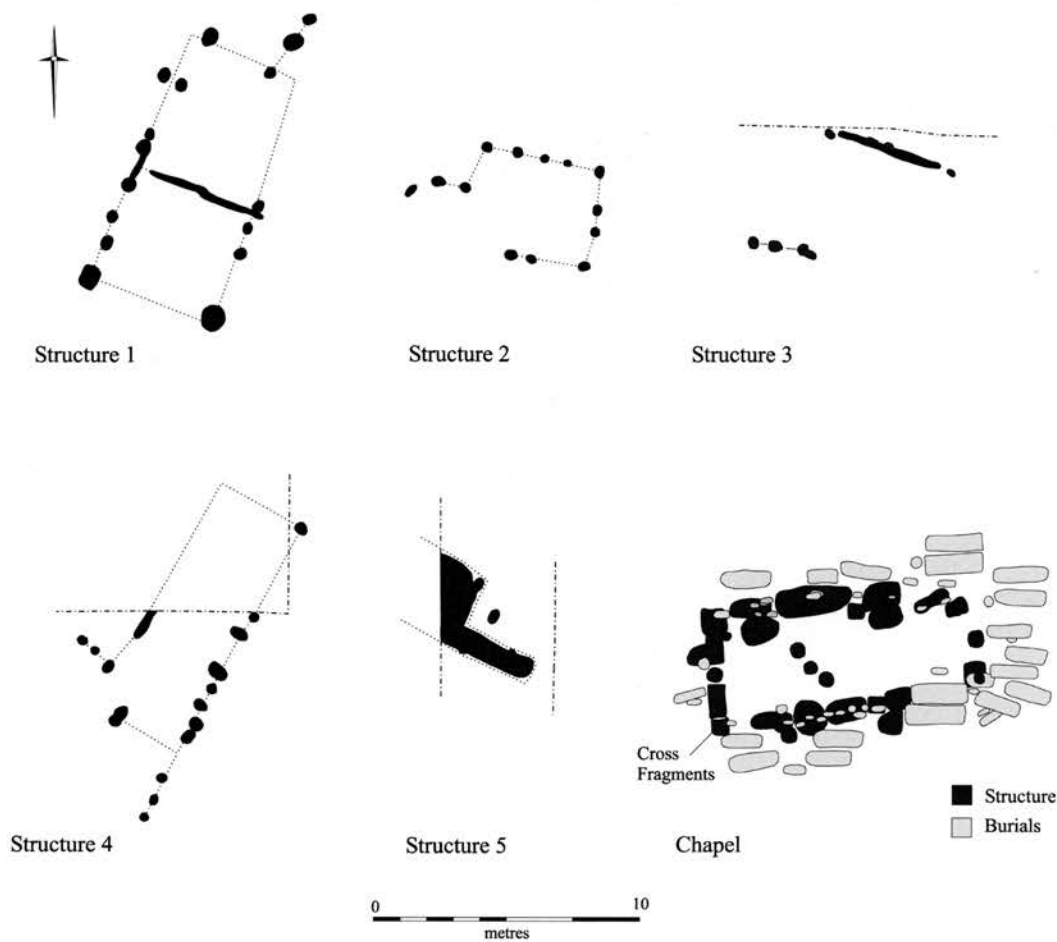 Structure 1
Structure 2
Structure 3
Structure 4
Structure 5
Chapel
Cross
Fragments
Structure
Burials
0
10
metres